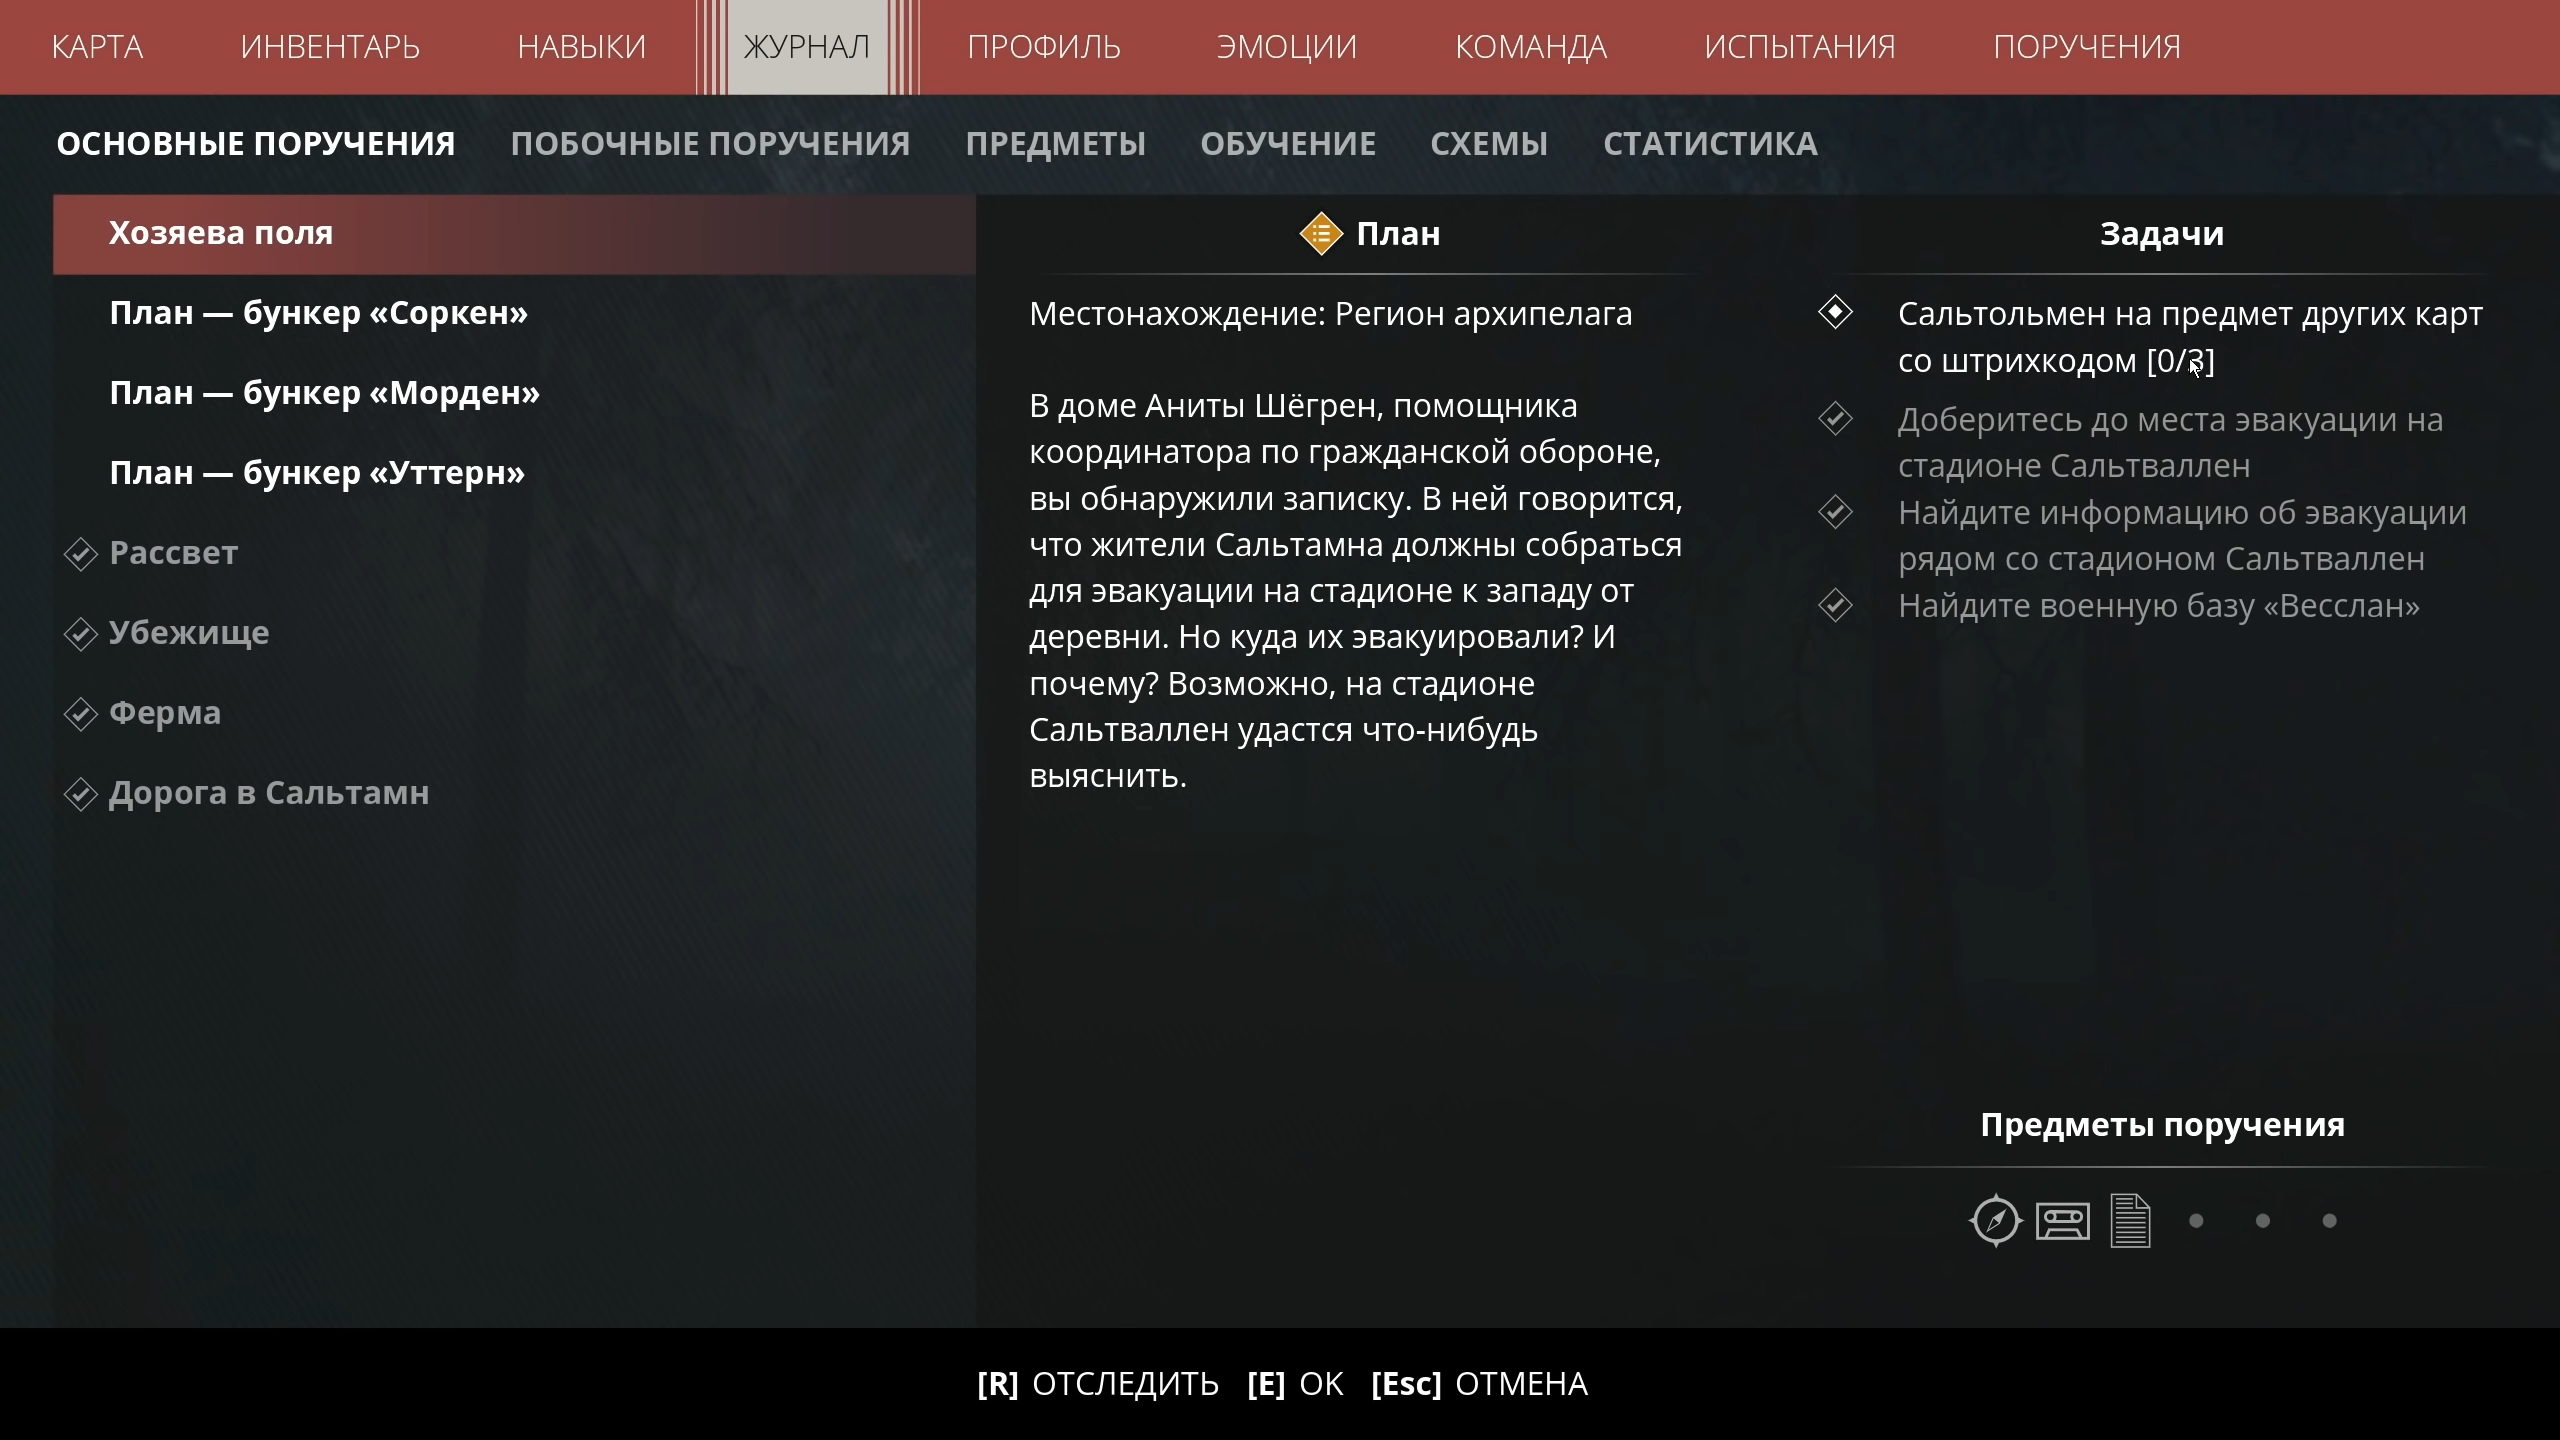 КАРТА ИНВЕНТАРЬ НАВЫКИ ЖУРНАЛ ПРОФИЛЬ ЭМОЦИИ КОМАНДА ИСПЫТАНИЯ ПОРУЧЕНИЯ
ОСНОВНЫЕ ПОРУЧЕНИЯ ПОБОЧНЫЕ ПОРУЧЕНИЯ ПРЕДМЕТЫ ОБУЧЕНИЕ СХЕМЫ СТАТИСТИКА
Хозяева поля
План — бункер «Соркен»
План — бункер «Морден»
План — бункер «Уттерн»
Рассвет
Убежище
Ферма
Дорога в Сальтамн
План
Местонахождение: Регион архипелага
В доме Аниты Шёгрен, помощника
координатора по гражданской обороне,
вы обнаружили записку. В ней говорится,
что жители Сальтамна должны собраться
для эвакуации на стадионе к западу от
деревни. Но куда их эвакуировали? И
почему? Возможно, на стадионе
Сальтваллен удастся что-нибудь
выяснить.
Задачи
Сальтольмен на предмет других карт
со штрихкодом [0/3]
Доберитесь до места эвакуации на
стадионе Сальтваллен
Найдите информацию об эвакуации
рядом со стадионом Сальтваллен
Найдите военную базу «Весслан»
Предметы поручения
[R] ОТСЛЕДИТЬ [E] OK [Esc] ОТМЕНА